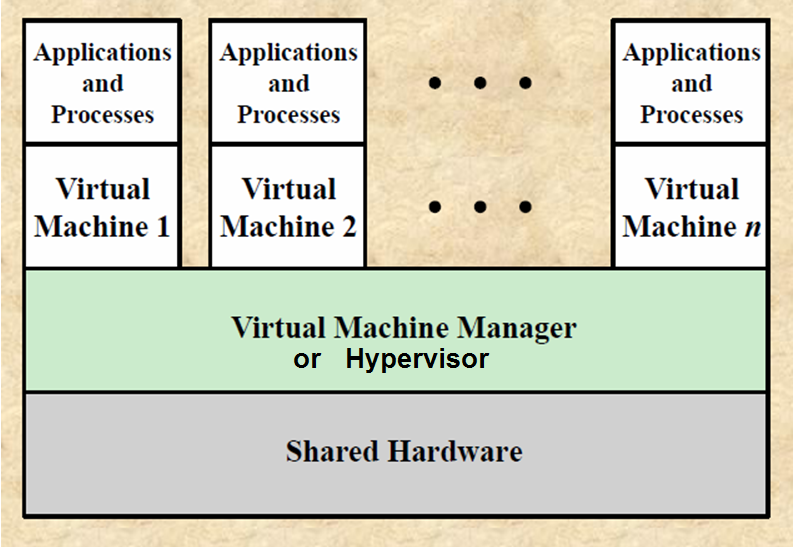 Applications
and
Processes
Applications
and
Processes
• • •
Applications
and
Processes
Virtual
Machine 1
Virtual
Machine 2
• • •
Virtual
Machine n
Virtual Machine Manager
or Hypervisor
Shared Hardware